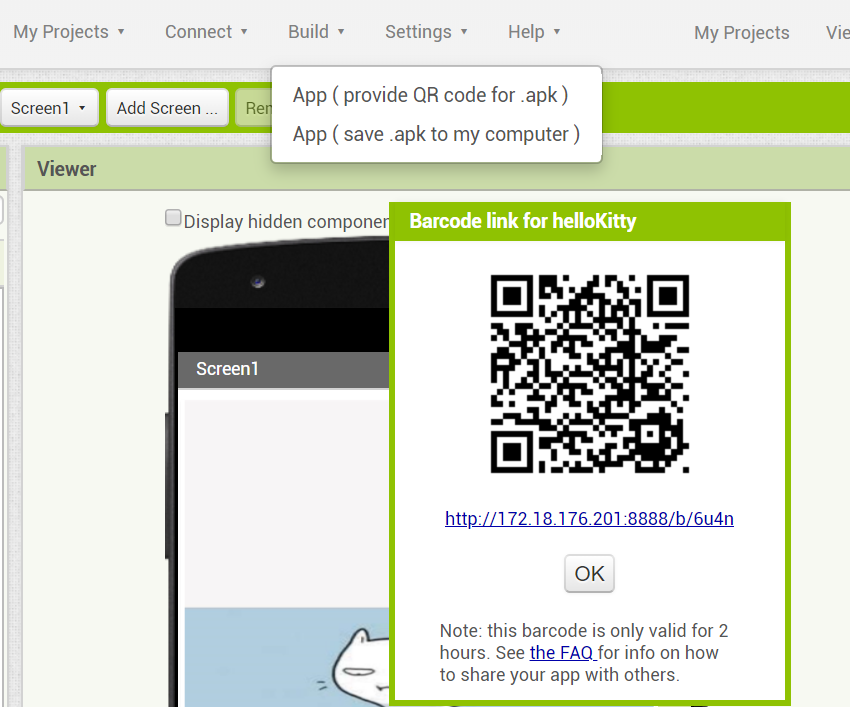 My Projects ▾ Connect ▾ Build ▾ Settings ▾ Help ▾ My Projects
App ( provide QR code for .apk )
Screen1 ▾ Add Screen ...
App ( save .apk to my computer )
Viewer
Display hidden componen
Barcode link for helloKitty
Screen1
http://172.18.176.201:8888/b/6u4n
OK
Note: this barcode is only valid for 2
hours. See the FAQ for info on how
to share your app with others.